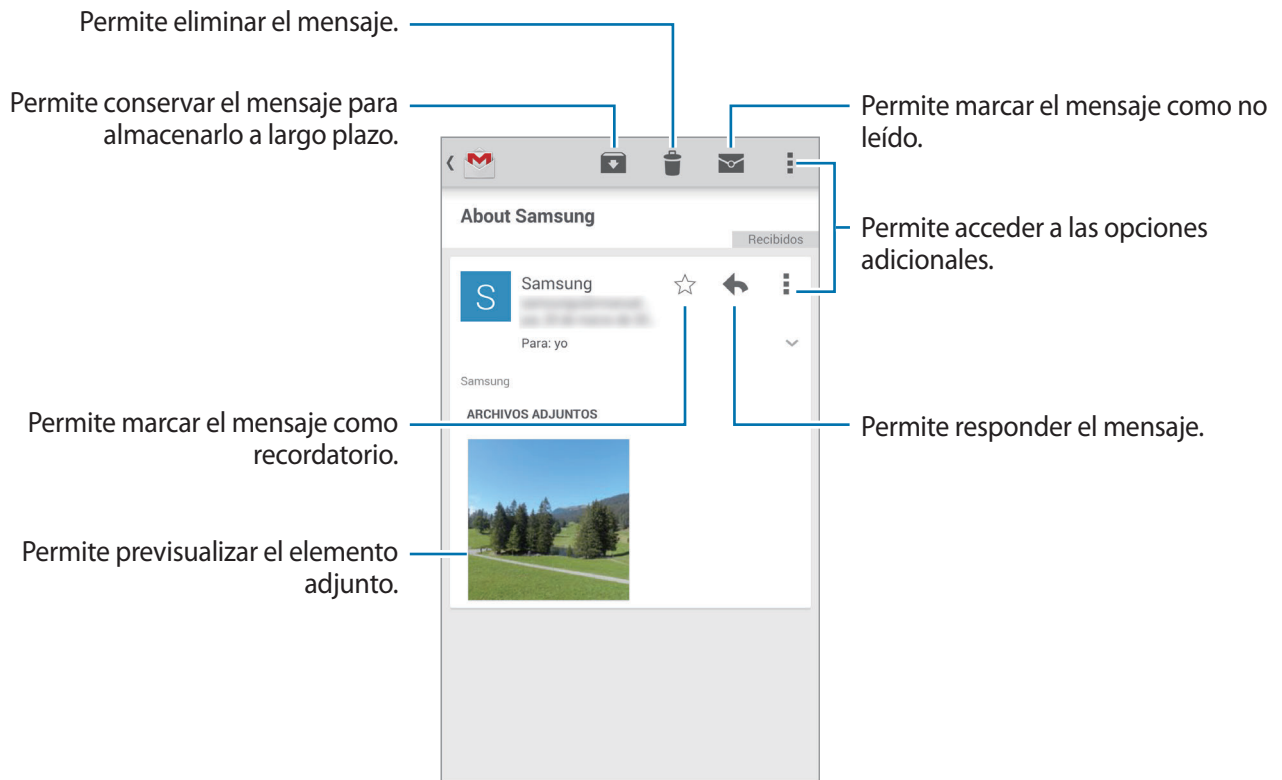 Permite eliminar el mensaje.
Permite conservar el mensaje para
almacenarlo a largo plazo.
Permite marcar el mensaje como no
leído.
About Samsung
Recibidos
Permite acceder a las opciones
adicionales.
S
Samsung
Para: yo
Samsung
ARCHIVOS ADJUNTOS
Permite marcar el mensaje como
recordatorio.
Permite responder el mensaje.
Permite previsualizar el elemento
adjunto.